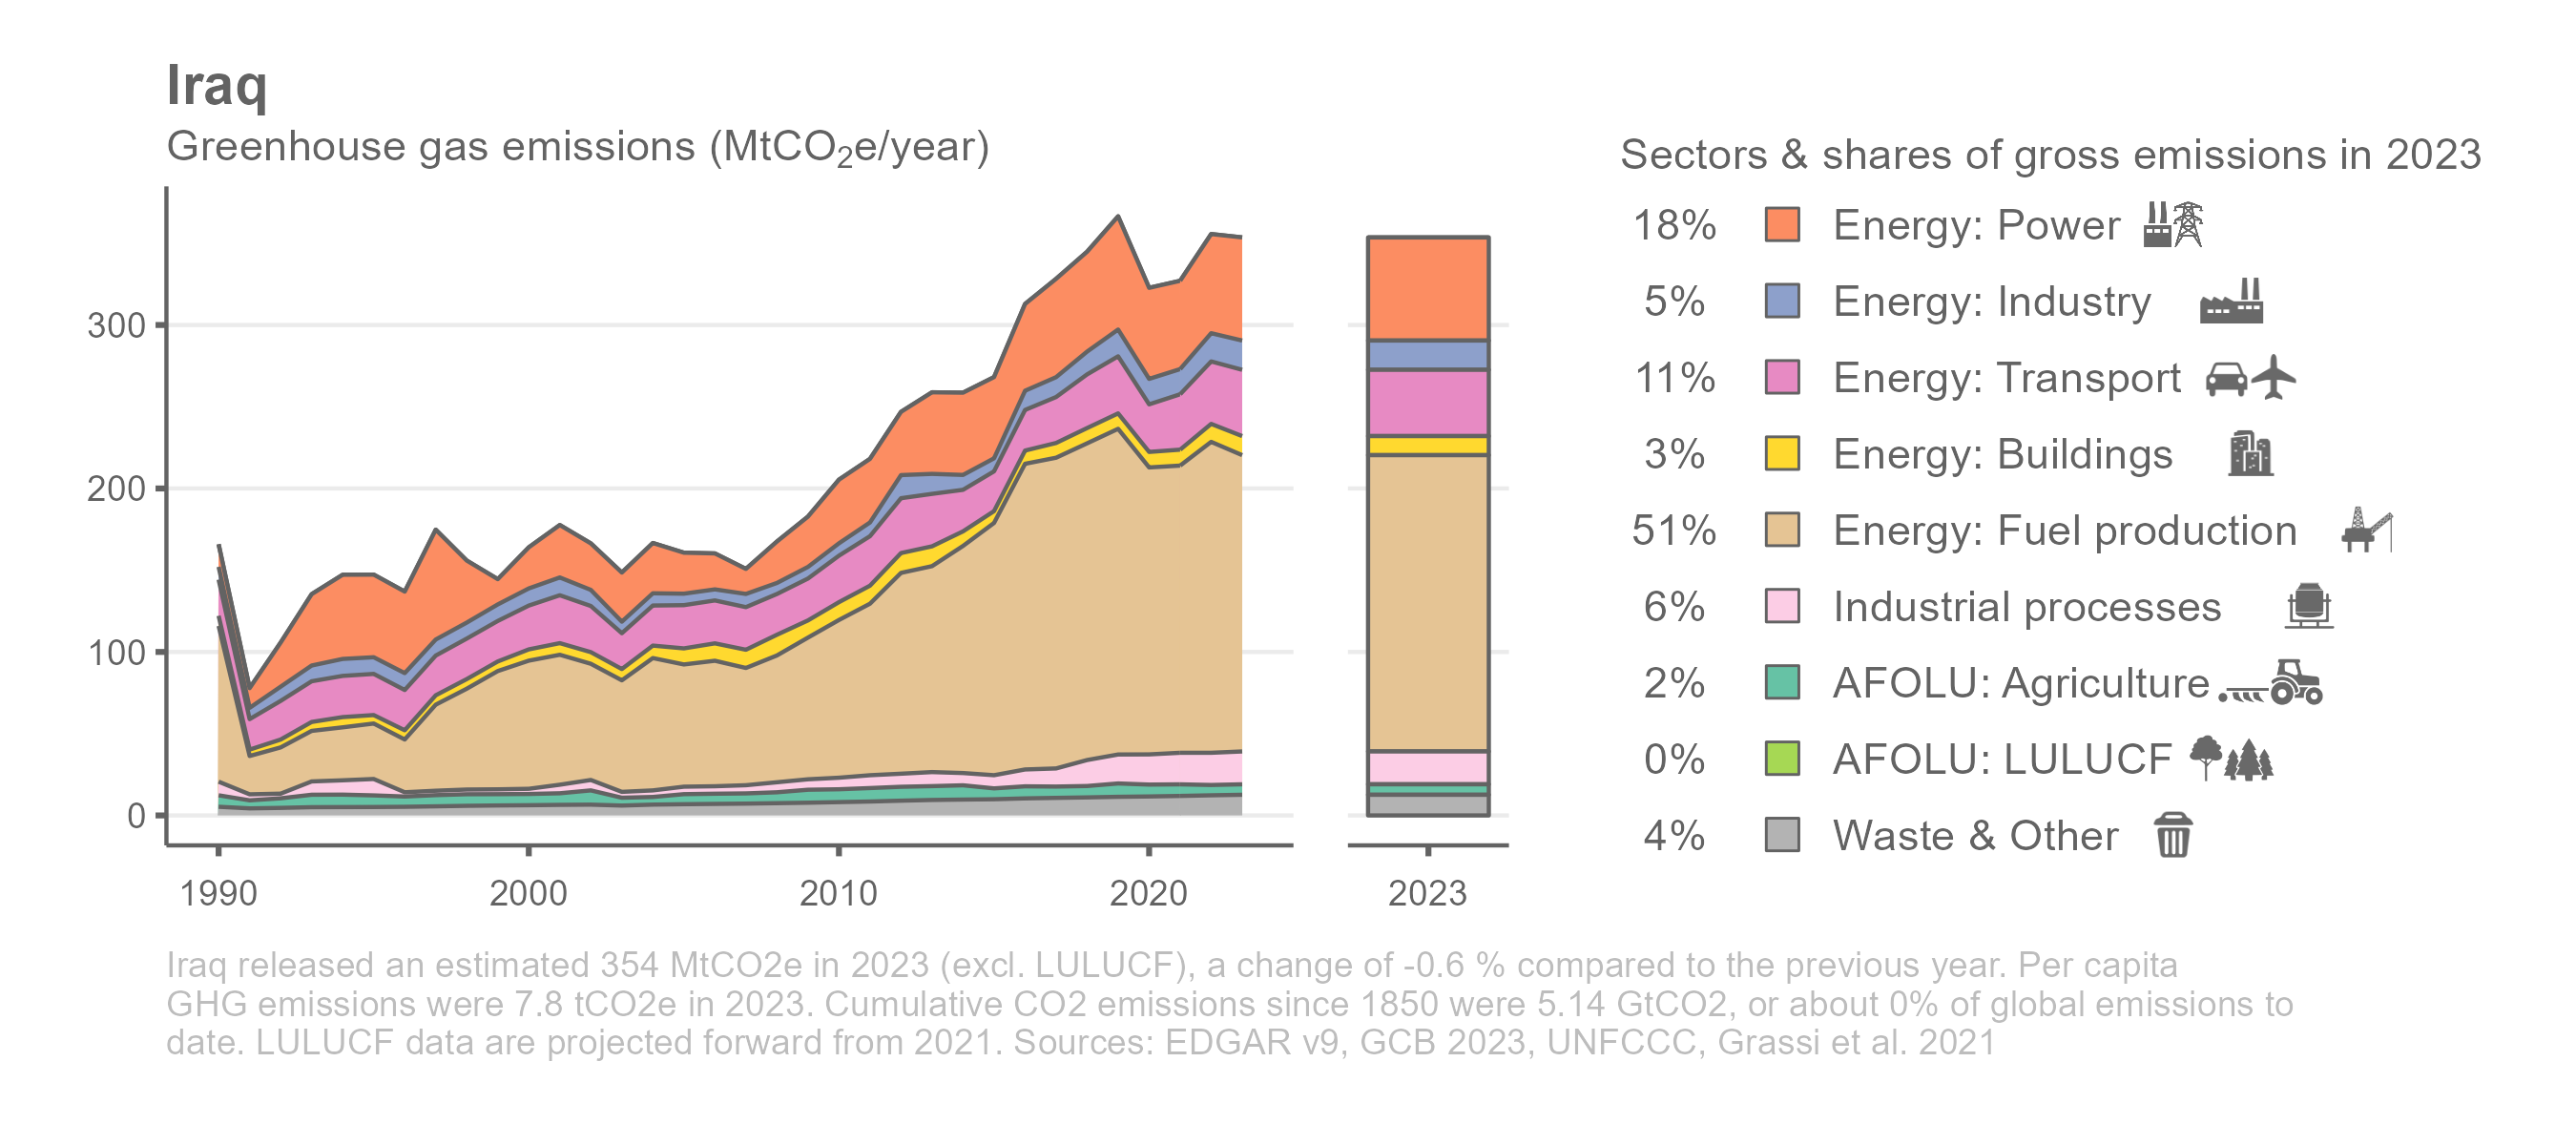 Iraq
Greenhouse gas emissions (MtCO₂e/year)
300
200
100
0
1990 2000 2010 2020 2023
Sectors & shares of gross emissions in 2023
18% Energy: Power
5% Energy: Industry
11% Energy: Transport
3% Energy: Buildings
51% Energy: Fuel production
6% Industrial processes
2% AFOLU: Agriculture
0% AFOLU: LULUCF
4% Waste & Other
Iraq released an estimated 354 MtCO2e in 2023 (excl. LULUCF), a change of -0.6 % compared to the previous year. Per capita
GHG emissions were 7.8 tCO2e in 2023. Cumulative CO2 emissions since 1850 were 5.14 GtCO2, or about 0% of global emissions to
date. LULUCF data are projected forward from 2021. Sources: EDGAR v9, GCB 2023, UNFCCC, Grassi et al. 2021